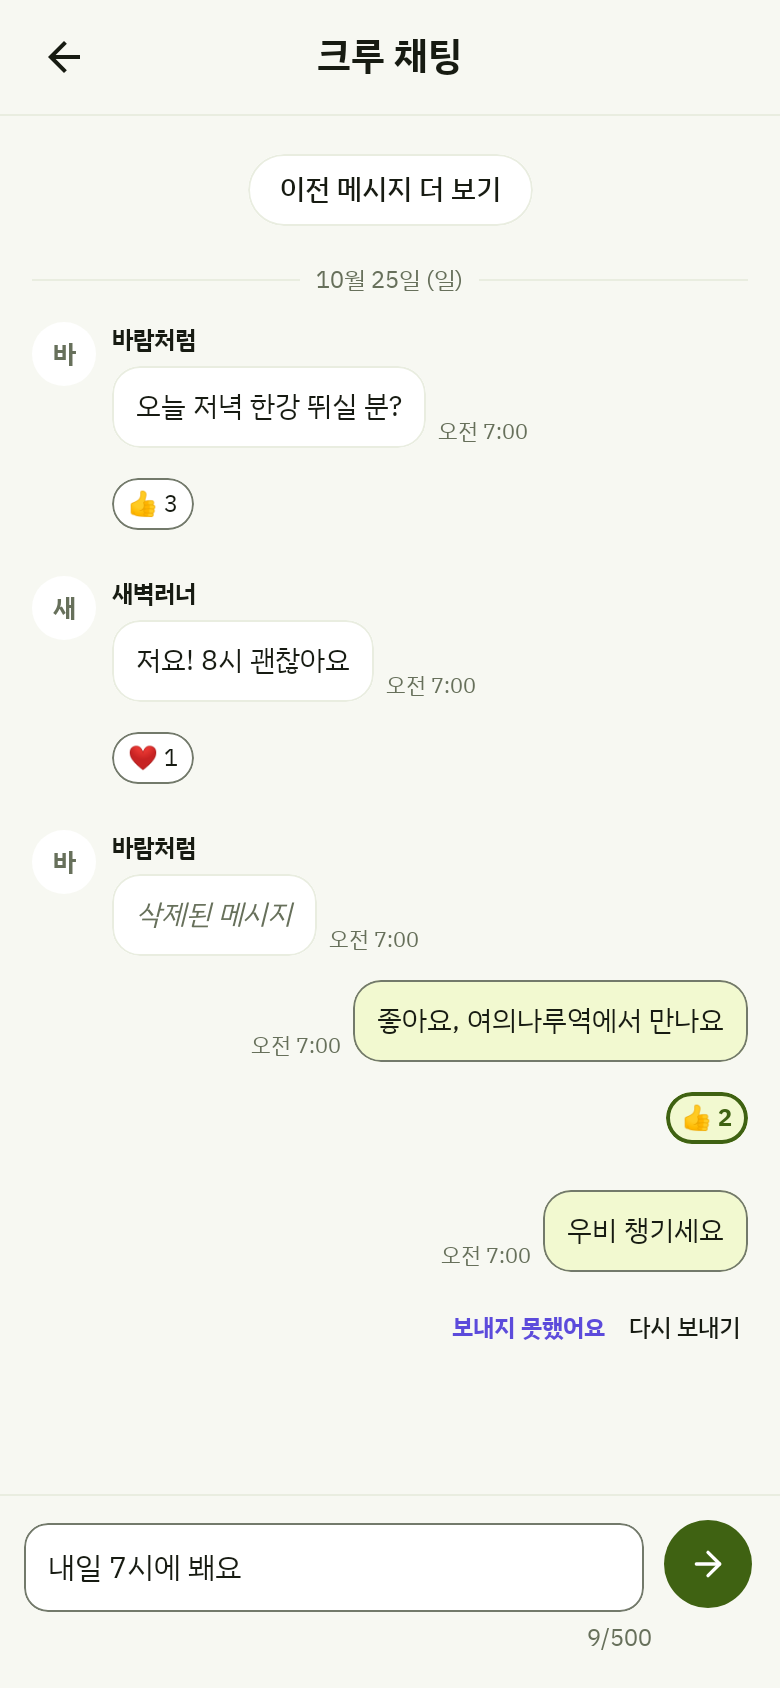 크루 채팅
이전 메시지 더 보기
10월 25일 (일)
바
바람처럼
오늘 저녁 한강 뛰실 분?
오전 7:00
👍 3
새
새벽러너
저요! 8시 괜찮아요
오전 7:00
❤️ 1
바
바람처럼
삭제된 메시지
오전 7:00
좋아요, 여의나루역에서 만나요
오전 7:00
👍 2
우비 챙기세요
오전 7:00
보내지 못했어요 다시 보내기
내일 7시에 봬요
9/500